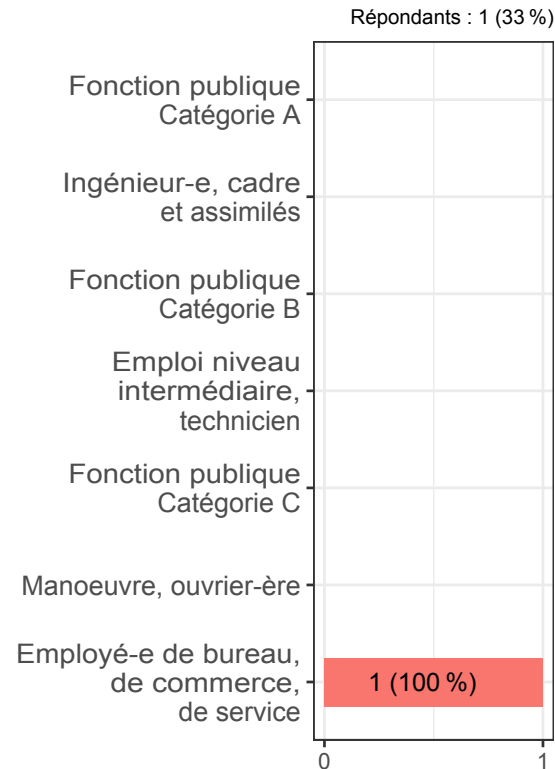 Répondants : 1 (33 %)
Fonction publique
Catégorie A
Ingénieur-e, cadre
et assimilés
Fonction publique
Catégorie B
Emploi niveau
intermédiaire,
technicien
Fonction publique
Catégorie C
Manoeuvre, ouvrier-ère
Employé-e de bureau,
de commerce,
de service
1 (100 %)
0 1